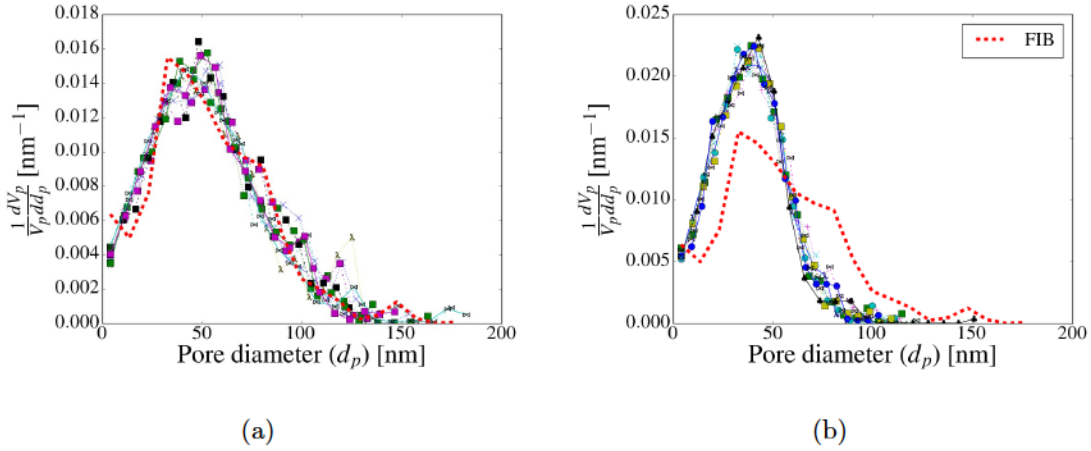 0.018
0.016
0.014
0.012
0.010
0.008
0.006
0.004
0.002
0.000
1/V_p dV_p/dd_p [nm⁻¹]
0 50 100 150 200
Pore diameter (d_p) [nm]
(a)
0.025
0.020
0.015
0.010
0.005
0.000
1/V_p dV_p/dd_p [nm⁻¹]
0 50 100 150 200
Pore diameter (d_p) [nm]
FIB
(b)